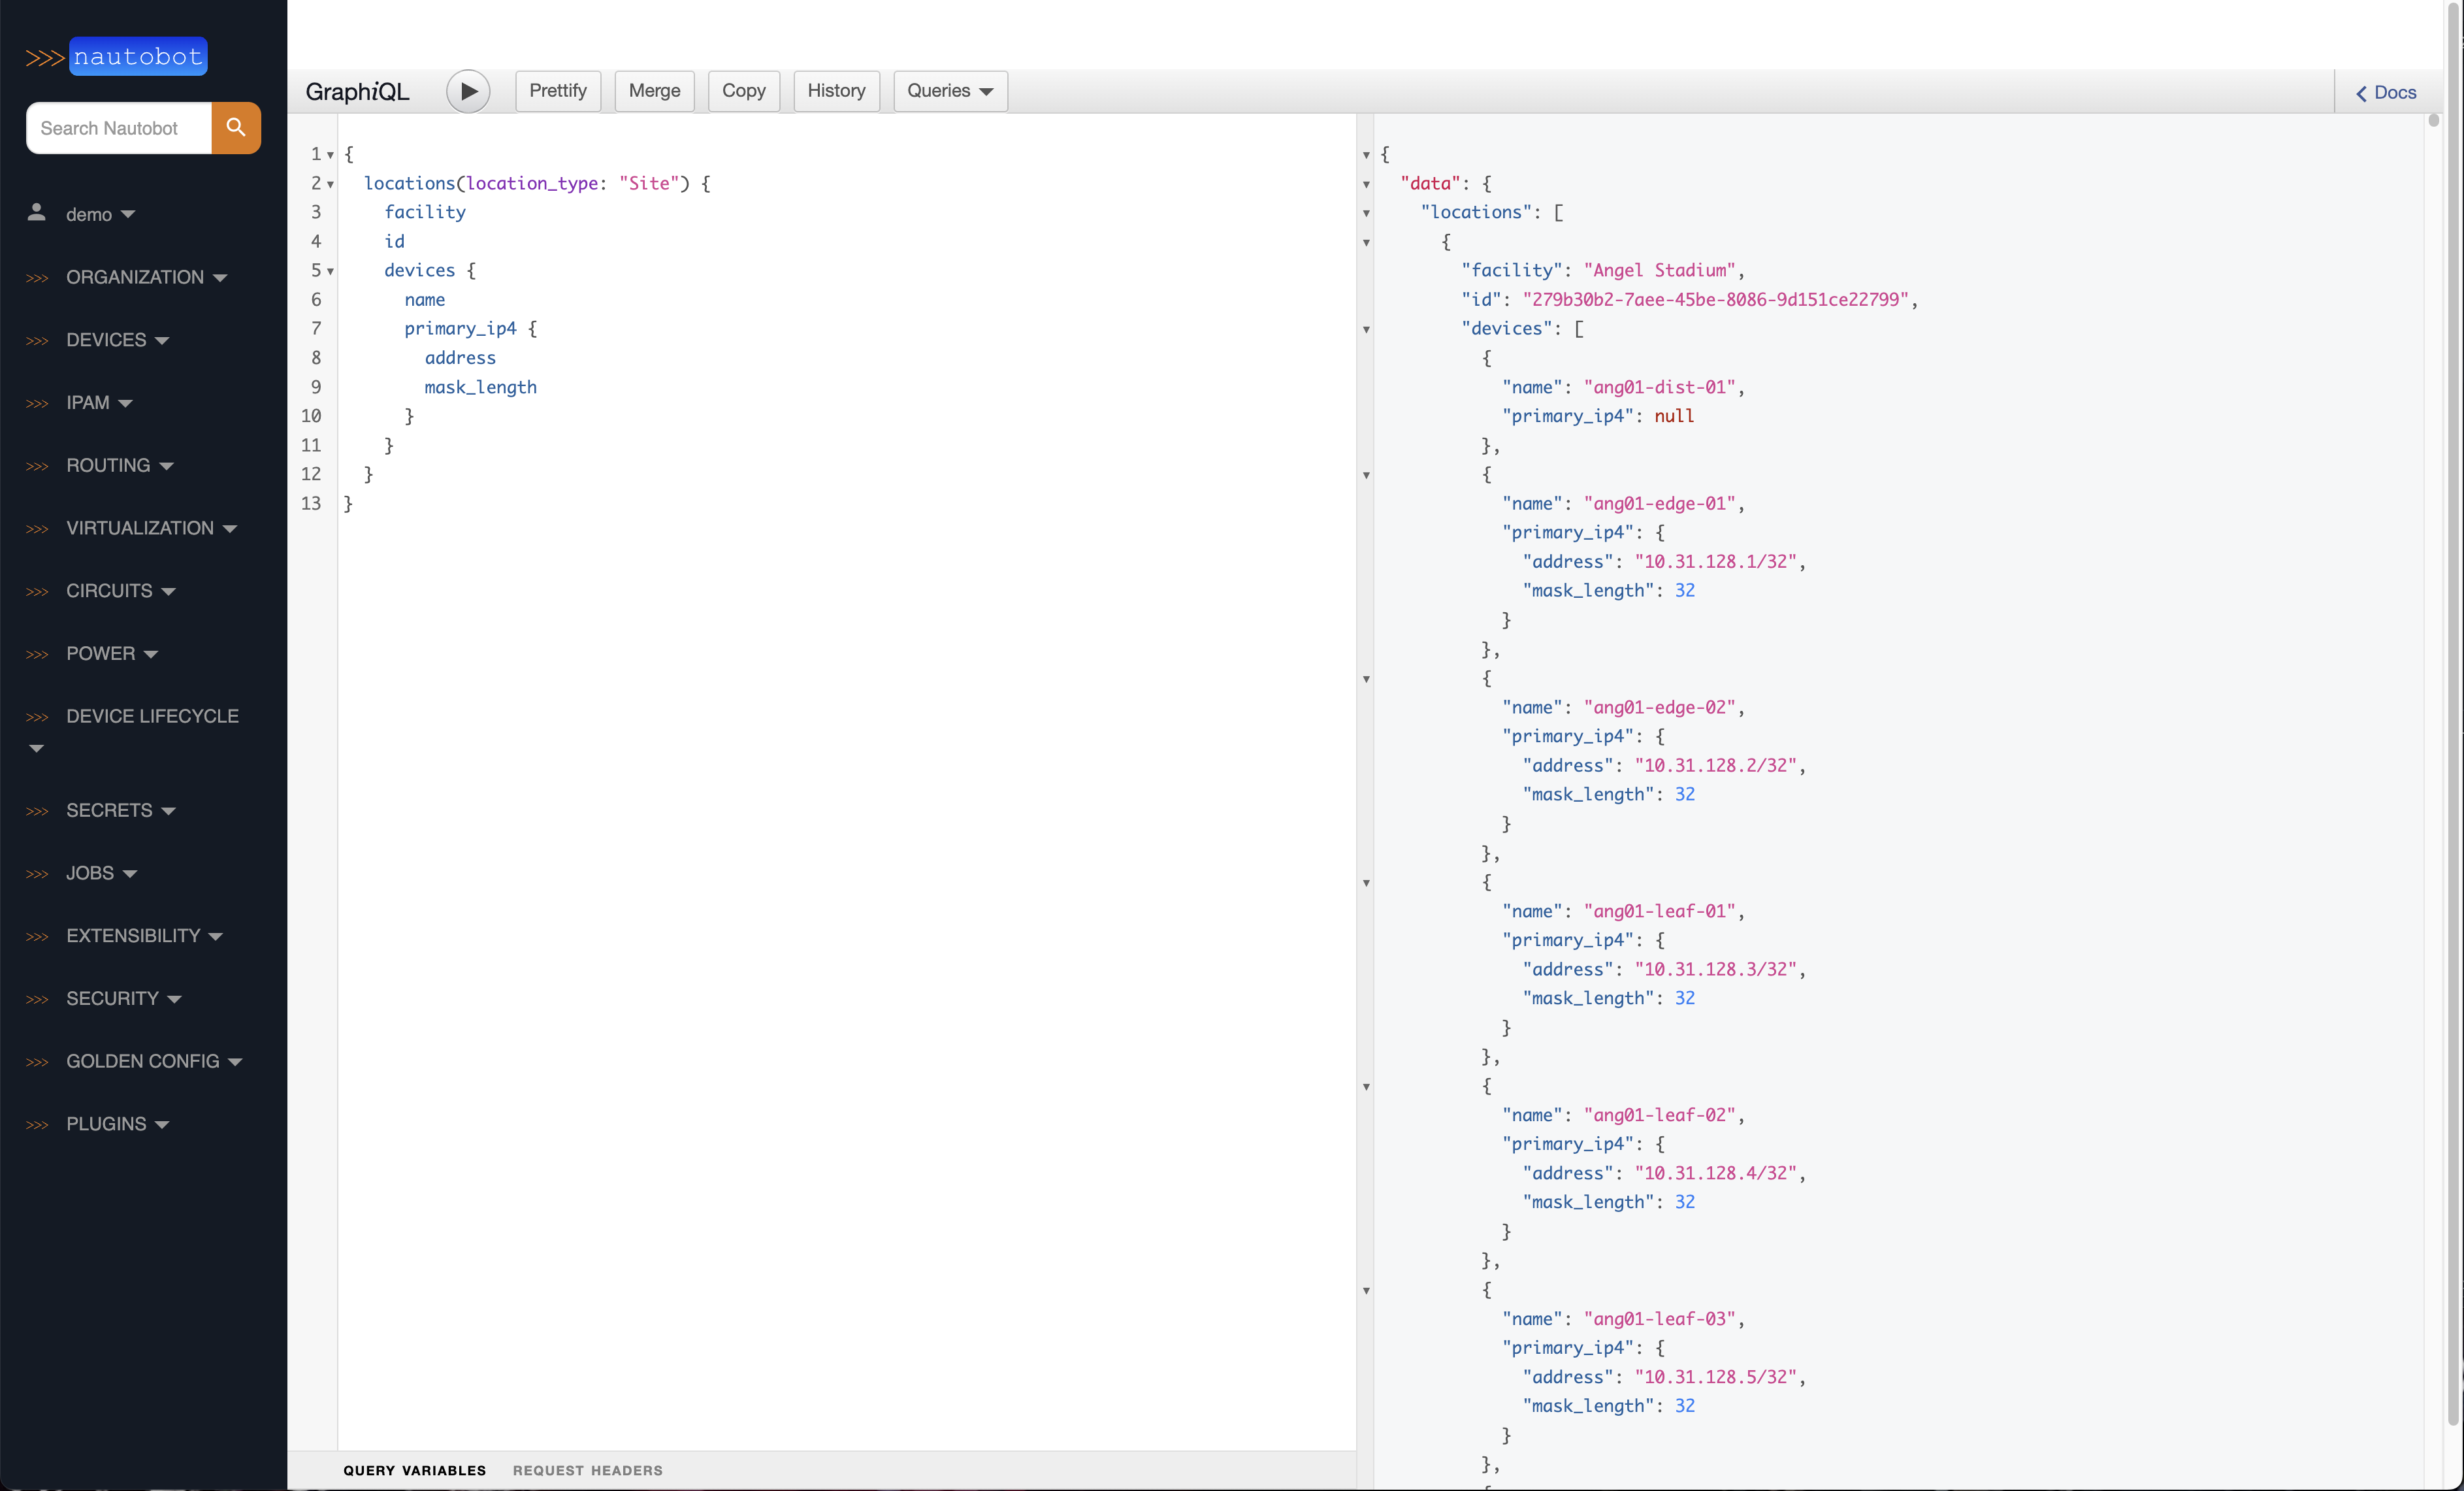 >>> nautobot
Search Nautobot
demo
>>> ORGANIZATION
>>> DEVICES
>>> IPAM
>>> ROUTING
>>> VIRTUALIZATION
>>> CIRCUITS
>>> POWER
>>> DEVICE LIFECYCLE
>>> SECRETS
>>> JOBS
>>> EXTENSIBILITY
>>> SECURITY
>>> GOLDEN CONFIG
>>> PLUGINS
GraphiQL Prettify Merge Copy History Queries Docs
1 {
2 locations(location_type: "Site") {
3 facility
4 id
5 devices {
6 name
7 primary_ip4 {
8 address
9 mask_length
10 }
11 }
12 }
13 }
QUERY VARIABLES REQUEST HEADERS
{
"data": {
"locations": [
{
"facility": "Angel Stadium",
"id": "279b30b2-7aee-45be-8086-9d151ce22799",
"devices": [
{
"name": "ang01-dist-01",
"primary_ip4": null
},
{
"name": "ang01-edge-01",
"primary_ip4": {
"address": "10.31.128.1/32",
"mask_length": 32
}
},
{
"name": "ang01-edge-02",
"primary_ip4": {
"address": "10.31.128.2/32",
"mask_length": 32
}
},
{
"name": "ang01-leaf-01",
"primary_ip4": {
"address": "10.31.128.3/32",
"mask_length": 32
}
},
{
"name": "ang01-leaf-02",
"primary_ip4": {
"address": "10.31.128.4/32",
"mask_length": 32
}
},
{
"name": "ang01-leaf-03",
"primary_ip4": {
"address": "10.31.128.5/32",
"mask_length": 32
}
},